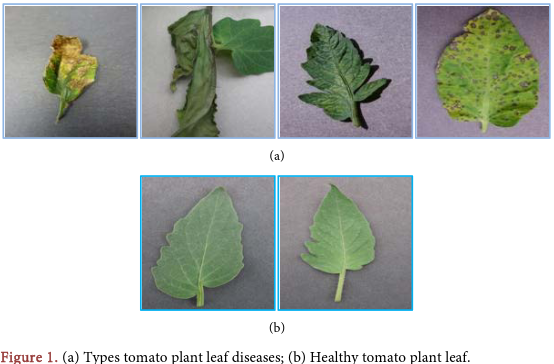 (a)
(b)
Figure 1. (a) Types tomato plant leaf diseases; (b) Healthy tomato plant leaf.